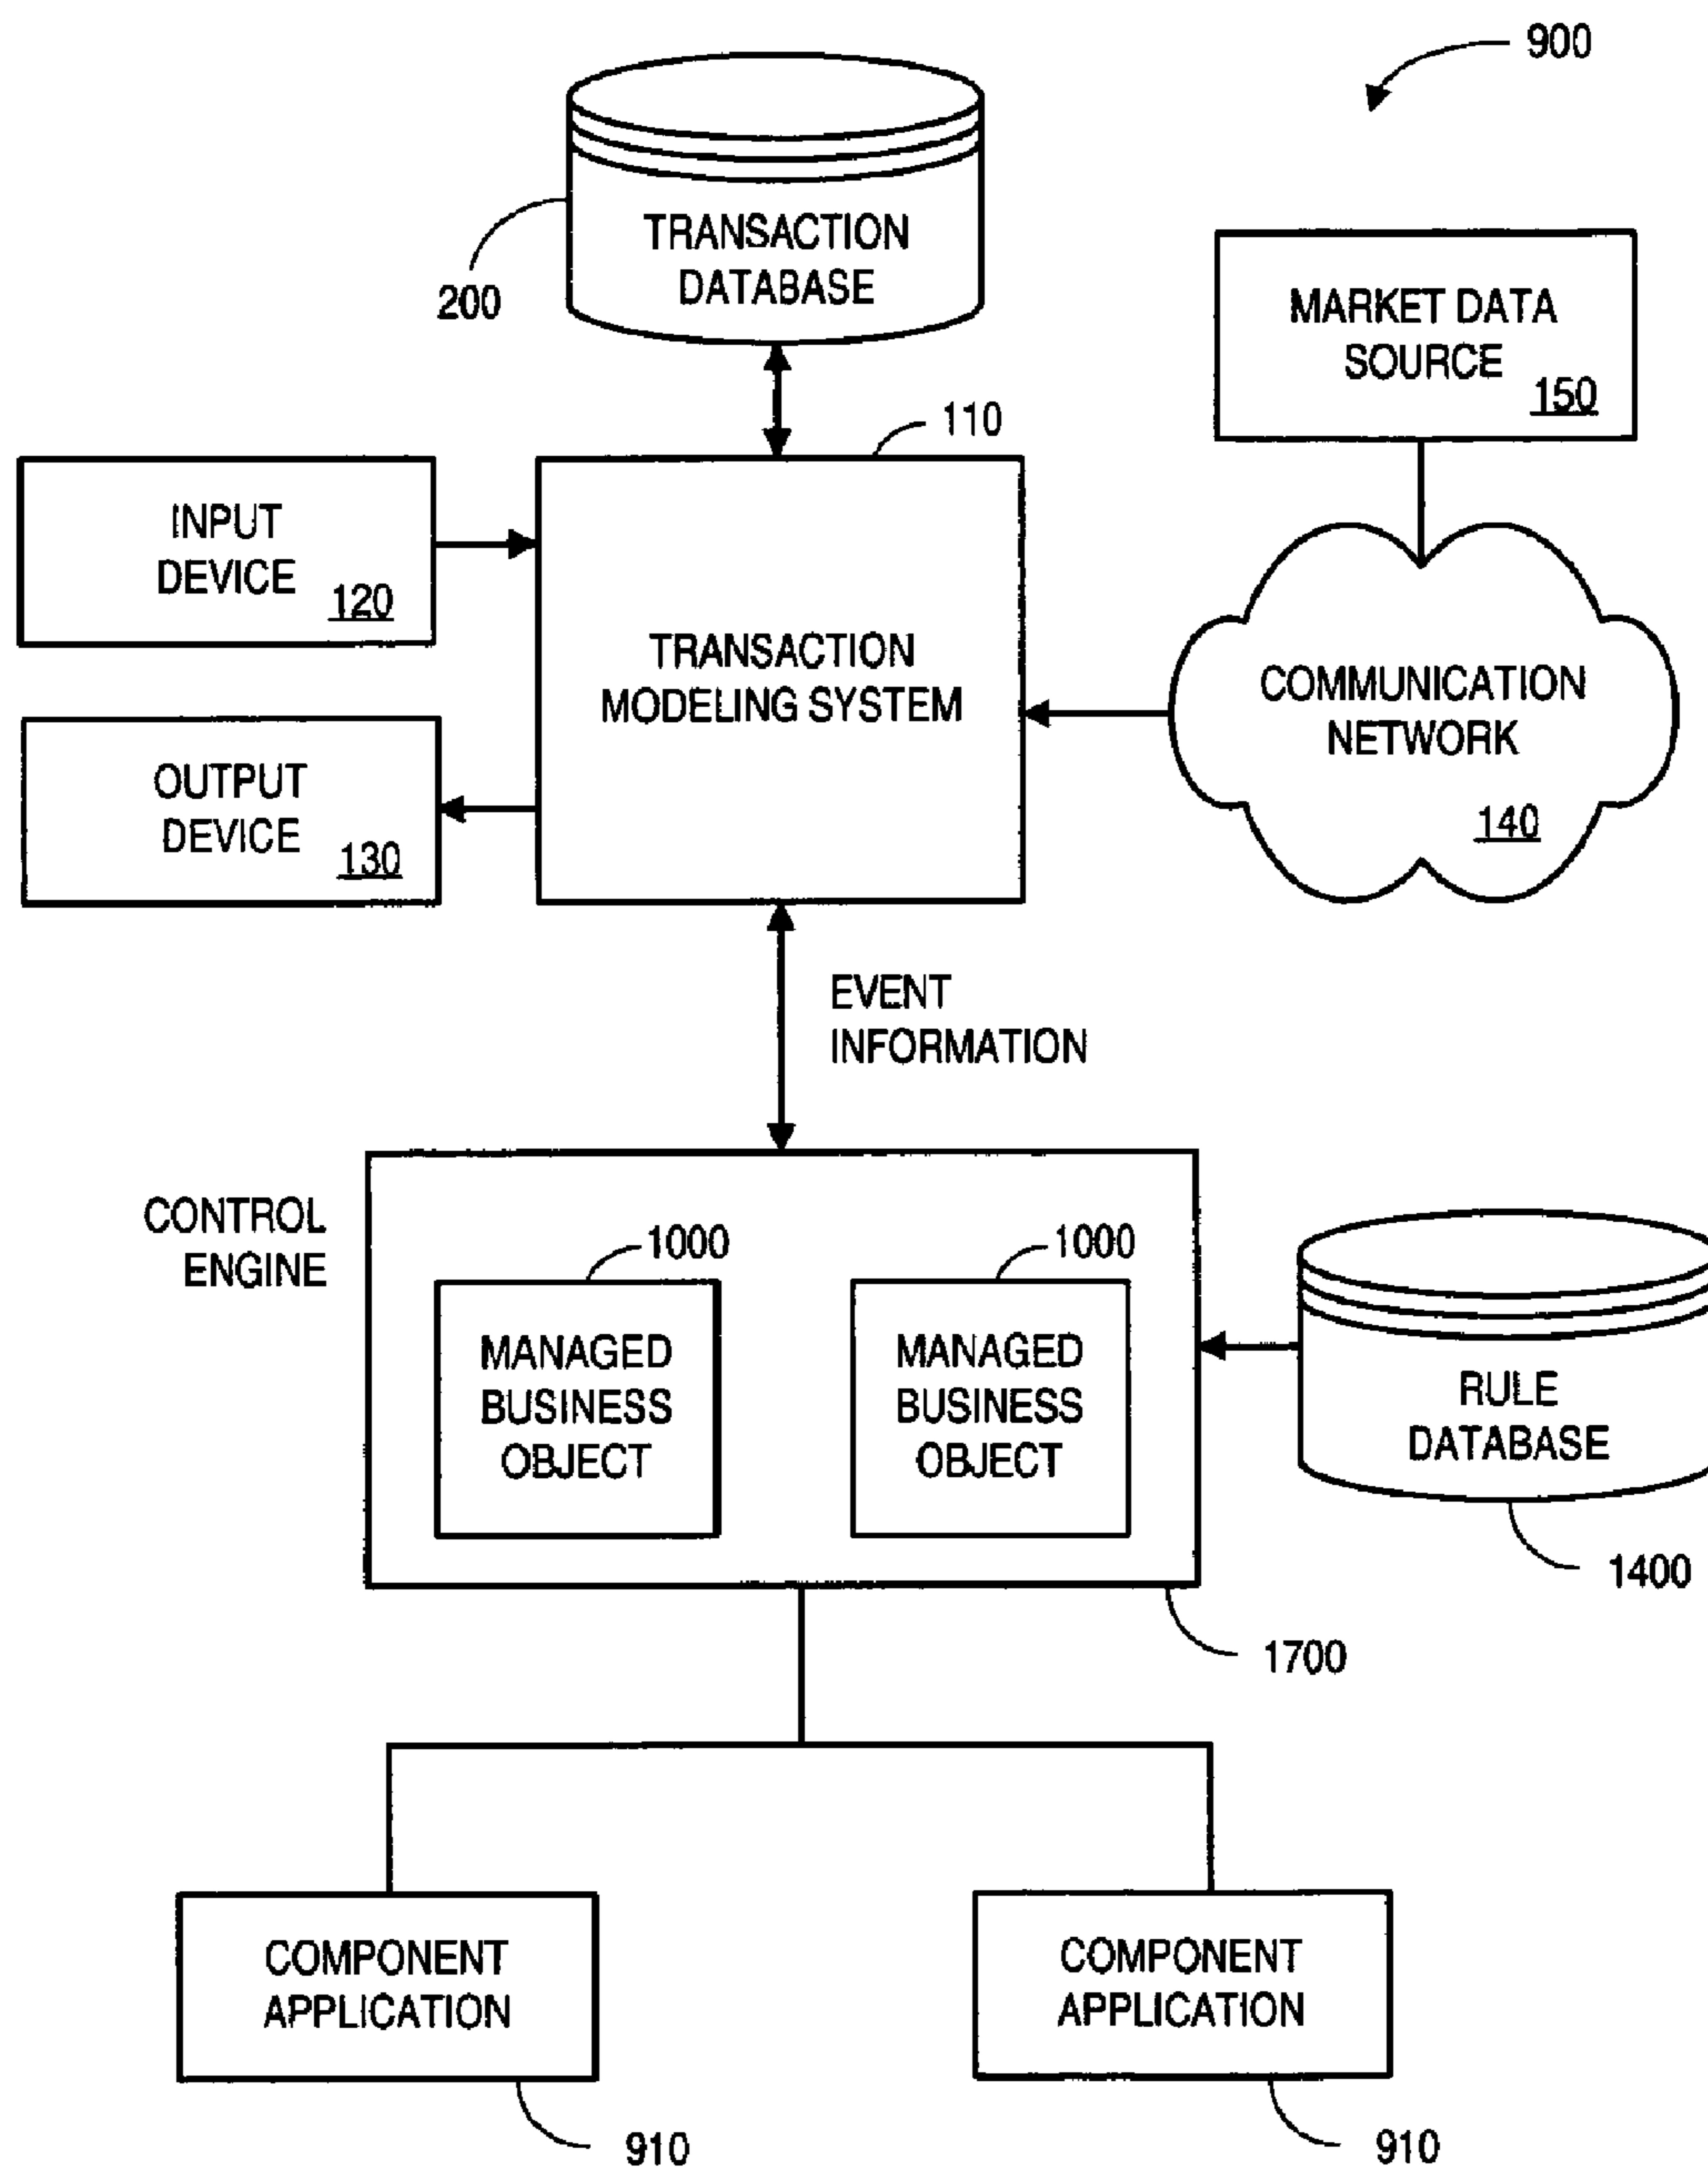 900
TRANSACTION
DATABASE
200
MARKET DATA
SOURCE
150
110
INPUT
DEVICE
120
TRANSACTION
MODELING SYSTEM
COMMUNICATION
NETWORK
140
OUTPUT
DEVICE
130
EVENT
INFORMATION
CONTROL
ENGINE
1000
1000
MANAGED
BUSINESS
OBJECT
MANAGED
BUSINESS
OBJECT
RULE
DATABASE
1400
1700
COMPONENT
APPLICATION
COMPONENT
APPLICATION
910
910